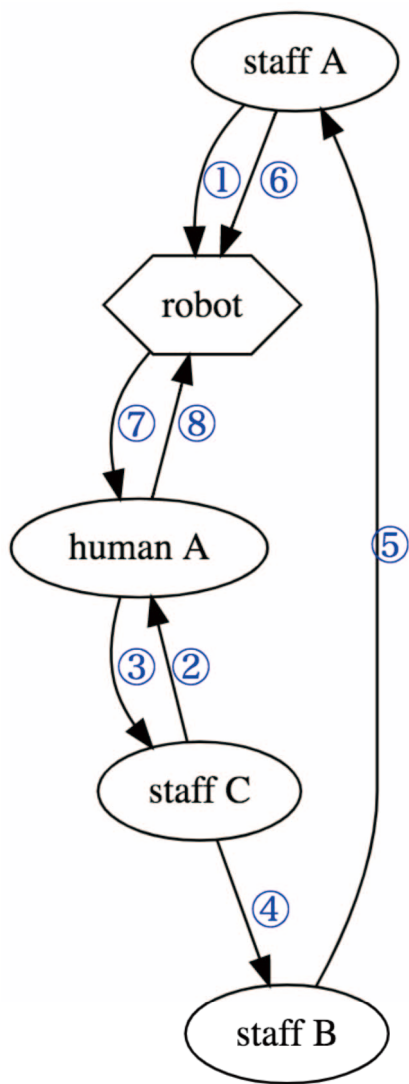 staff A
① ⑥
robot
⑦ ⑧
human A
⑤
③ ②
staff C
④
staff B